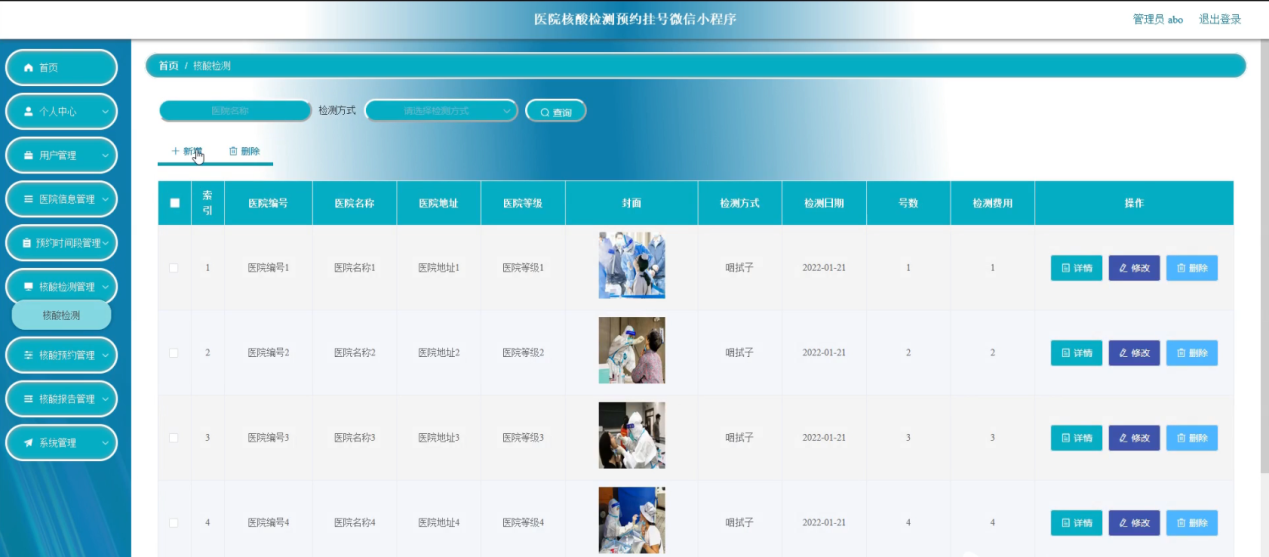 医院核酸检测预约挂号微信小程序
管理员 abo 退出登录
首页
个人中心
用户管理
医院信息管理
预约时间段管理
核酸检测管理
核酸检测
核酸预约管理
核酸报告管理
系统管理
首页 / 核酸检测
医院名称 检测方式 请选择检测方式 查询
新增 删除
索引 医院编号 医院名称 医院地址 医院等级 封面 检测方式 检测日期 号数 检测费用 操作
1 医院编号1 医院名称1 医院地址1 医院等级1 咽拭子 2022-01-21 1 1 详情 修改 删除
2 医院编号2 医院名称2 医院地址2 医院等级2 咽拭子 2022-01-21 2 2 详情 修改 删除
3 医院编号3 医院名称3 医院地址3 医院等级3 咽拭子 2022-01-21 3 3 详情 修改 删除
4 医院编号4 医院名称4 医院地址4 医院等级4 咽拭子 2022-01-21 4 4 详情 修改 删除